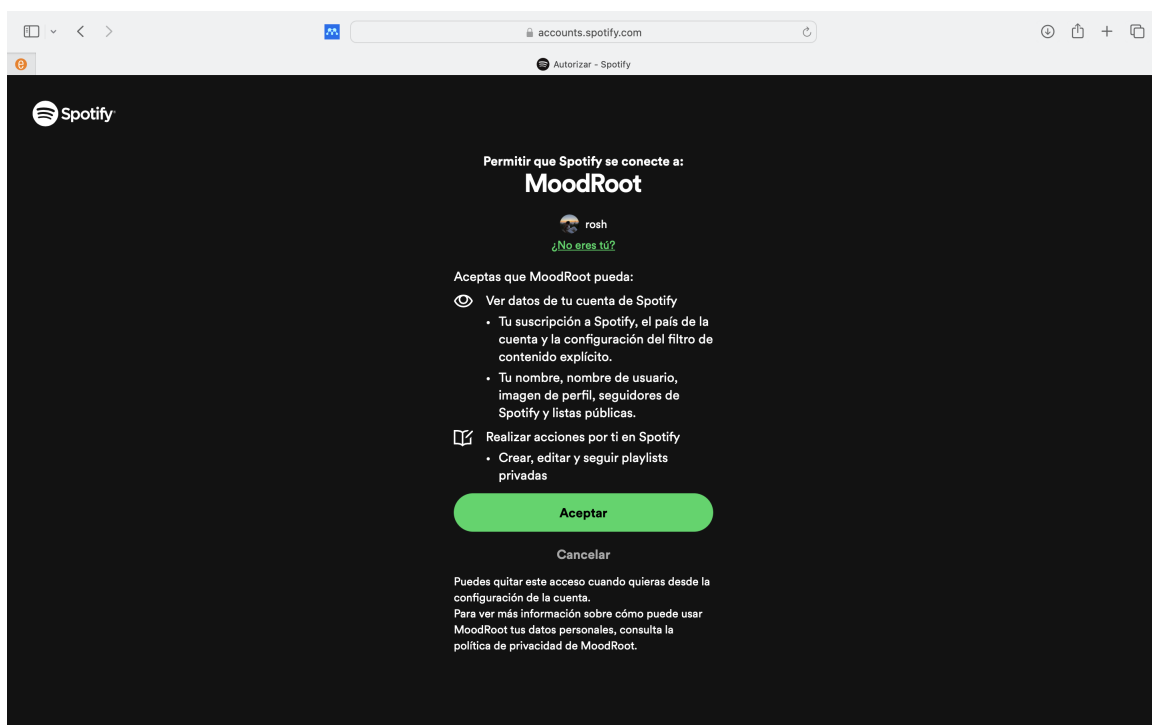 accounts.spotify.com
e
Autorizar – Spotify
Spotify
Permitir que Spotify se conecte a:
MoodRoot
rosh
¿No eres tú?
Aceptas que MoodRoot pueda:
Ver datos de tu cuenta de Spotify
• Tu suscripción a Spotify, el país de la
cuenta y la configuración del filtro de
contenido explícito.
• Tu nombre, nombre de usuario,
imagen de perfil, seguidores de
Spotify y listas públicas.
Realizar acciones por ti en Spotify
• Crear, editar y seguir playlists
privadas
Aceptar
Cancelar
Puedes quitar este acceso cuando quieras desde la
configuración de la cuenta.
Para ver más información sobre cómo puede usar
MoodRoot tus datos personales, consulta la
política de privacidad de MoodRoot.